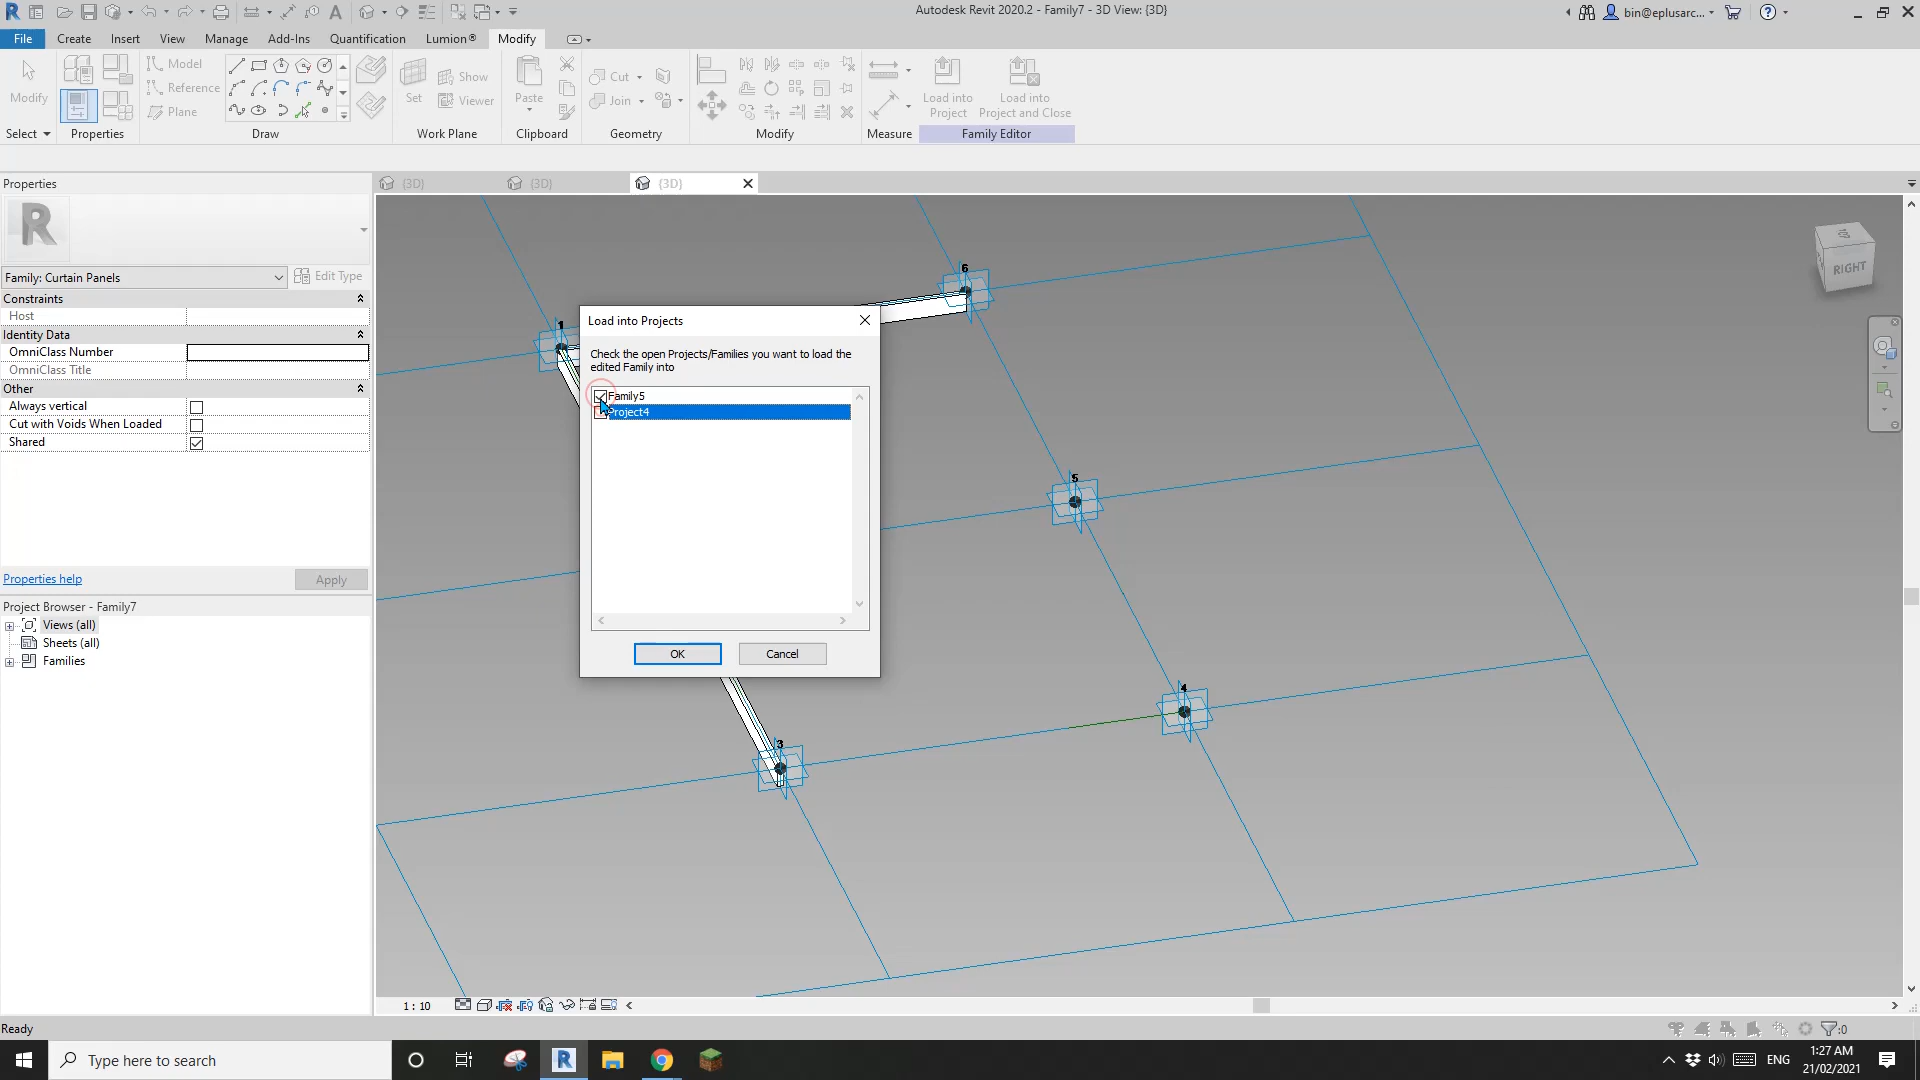 Autodesk Revit 2020.2 - Family7 - 3D View: {3D}
bin@eplusarc...
File Create Insert View Manage Add-Ins Quantification Lumion® Modify
Modify
Model
Reference
Plane
Set
Show
Viewer
Paste
Cut
Join
Load into
Project
Load into
Project and Close
Select Properties Draw Work Plane Clipboard Geometry Modify Measure Family Editor
Properties
{3D} {3D} {3D}
R
Family: Curtain Panels
Edit Type
Constraints
Host
Identity Data
OmniClass Number
OmniClass Title
Other
Always vertical
Cut with Voids When Loaded
Shared
Properties help
Apply
Project Browser - Family7
Views (all)
Sheets (all)
Families
Load into Projects
Check the open Projects/Families you want to load the
edited Family into
Family5
Project4
OK Cancel
1
6
5
4
3
RIGHT
1 : 10
Ready
:0
Type here to search
ENG
1:27 AM
21/02/2021